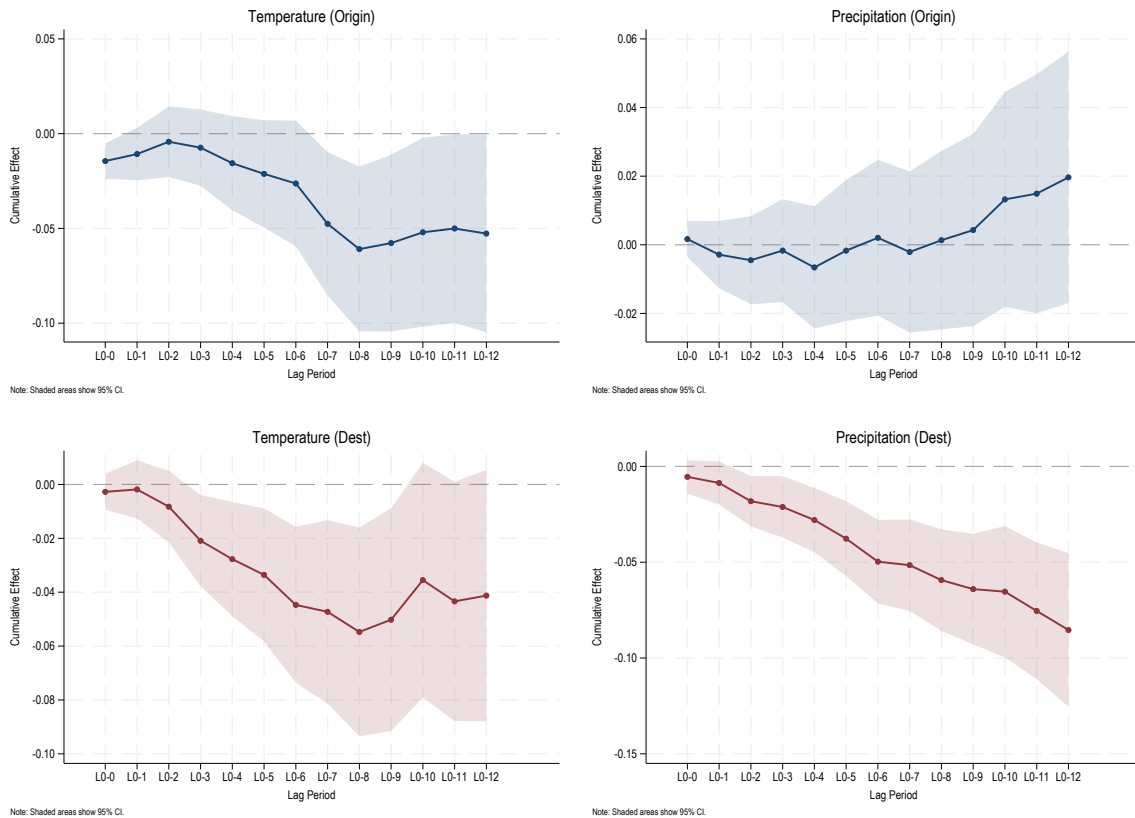 Temperature (Origin)
0.05
0.00
-0.05
-0.10
Cumulative Effect
L0-0 L0-1 L0-2 L0-3 L0-4 L0-5 L0-6 L0-7 L0-8 L0-9 L0-10 L0-11 L0-12
Lag Period
Note: Shaded areas show 95% CI.
Precipitation (Origin)
0.06
0.04
0.02
0.00
-0.02
Cumulative Effect
L0-0 L0-1 L0-2 L0-3 L0-4 L0-5 L0-6 L0-7 L0-8 L0-9 L0-10 L0-11 L0-12
Lag Period
Note: Shaded areas show 95% CI.
Temperature (Dest)
0.00
-0.02
-0.04
-0.06
-0.08
-0.10
Cumulative Effect
L0-0 L0-1 L0-2 L0-3 L0-4 L0-5 L0-6 L0-7 L0-8 L0-9 L0-10 L0-11 L0-12
Lag Period
Note: Shaded areas show 95% CI.
Precipitation (Dest)
0.00
-0.05
-0.10
-0.15
Cumulative Effect
L0-0 L0-1 L0-2 L0-3 L0-4 L0-5 L0-6 L0-7 L0-8 L0-9 L0-10 L0-11 L0-12
Lag Period
Note: Shaded areas show 95% CI.